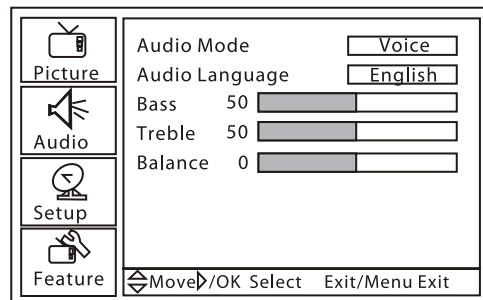 Picture
Audio
Setup
Feature
Audio Mode Voice
Audio Language English
Bass 50
Treble 50
Balance 0
Move /OK Select Exit/Menu Exit